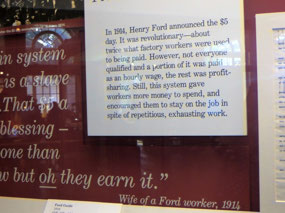 In 1914, Henry Ford announced the $5
day. It was revolutionary—about
twice what factory workers were used
to being paid. However, not everyone
qualified and a portion of it was paid
as an hourly wage, the rest was profit-
sharing. Still, this system gave
workers more money to spend, and
encouraged them to stay on the job in
spite of repetitious, exhausting work.
in system
is a slave
.That is a
blessing –
one than
w but oh they earn it.”
Wife of a Ford worker, 1914